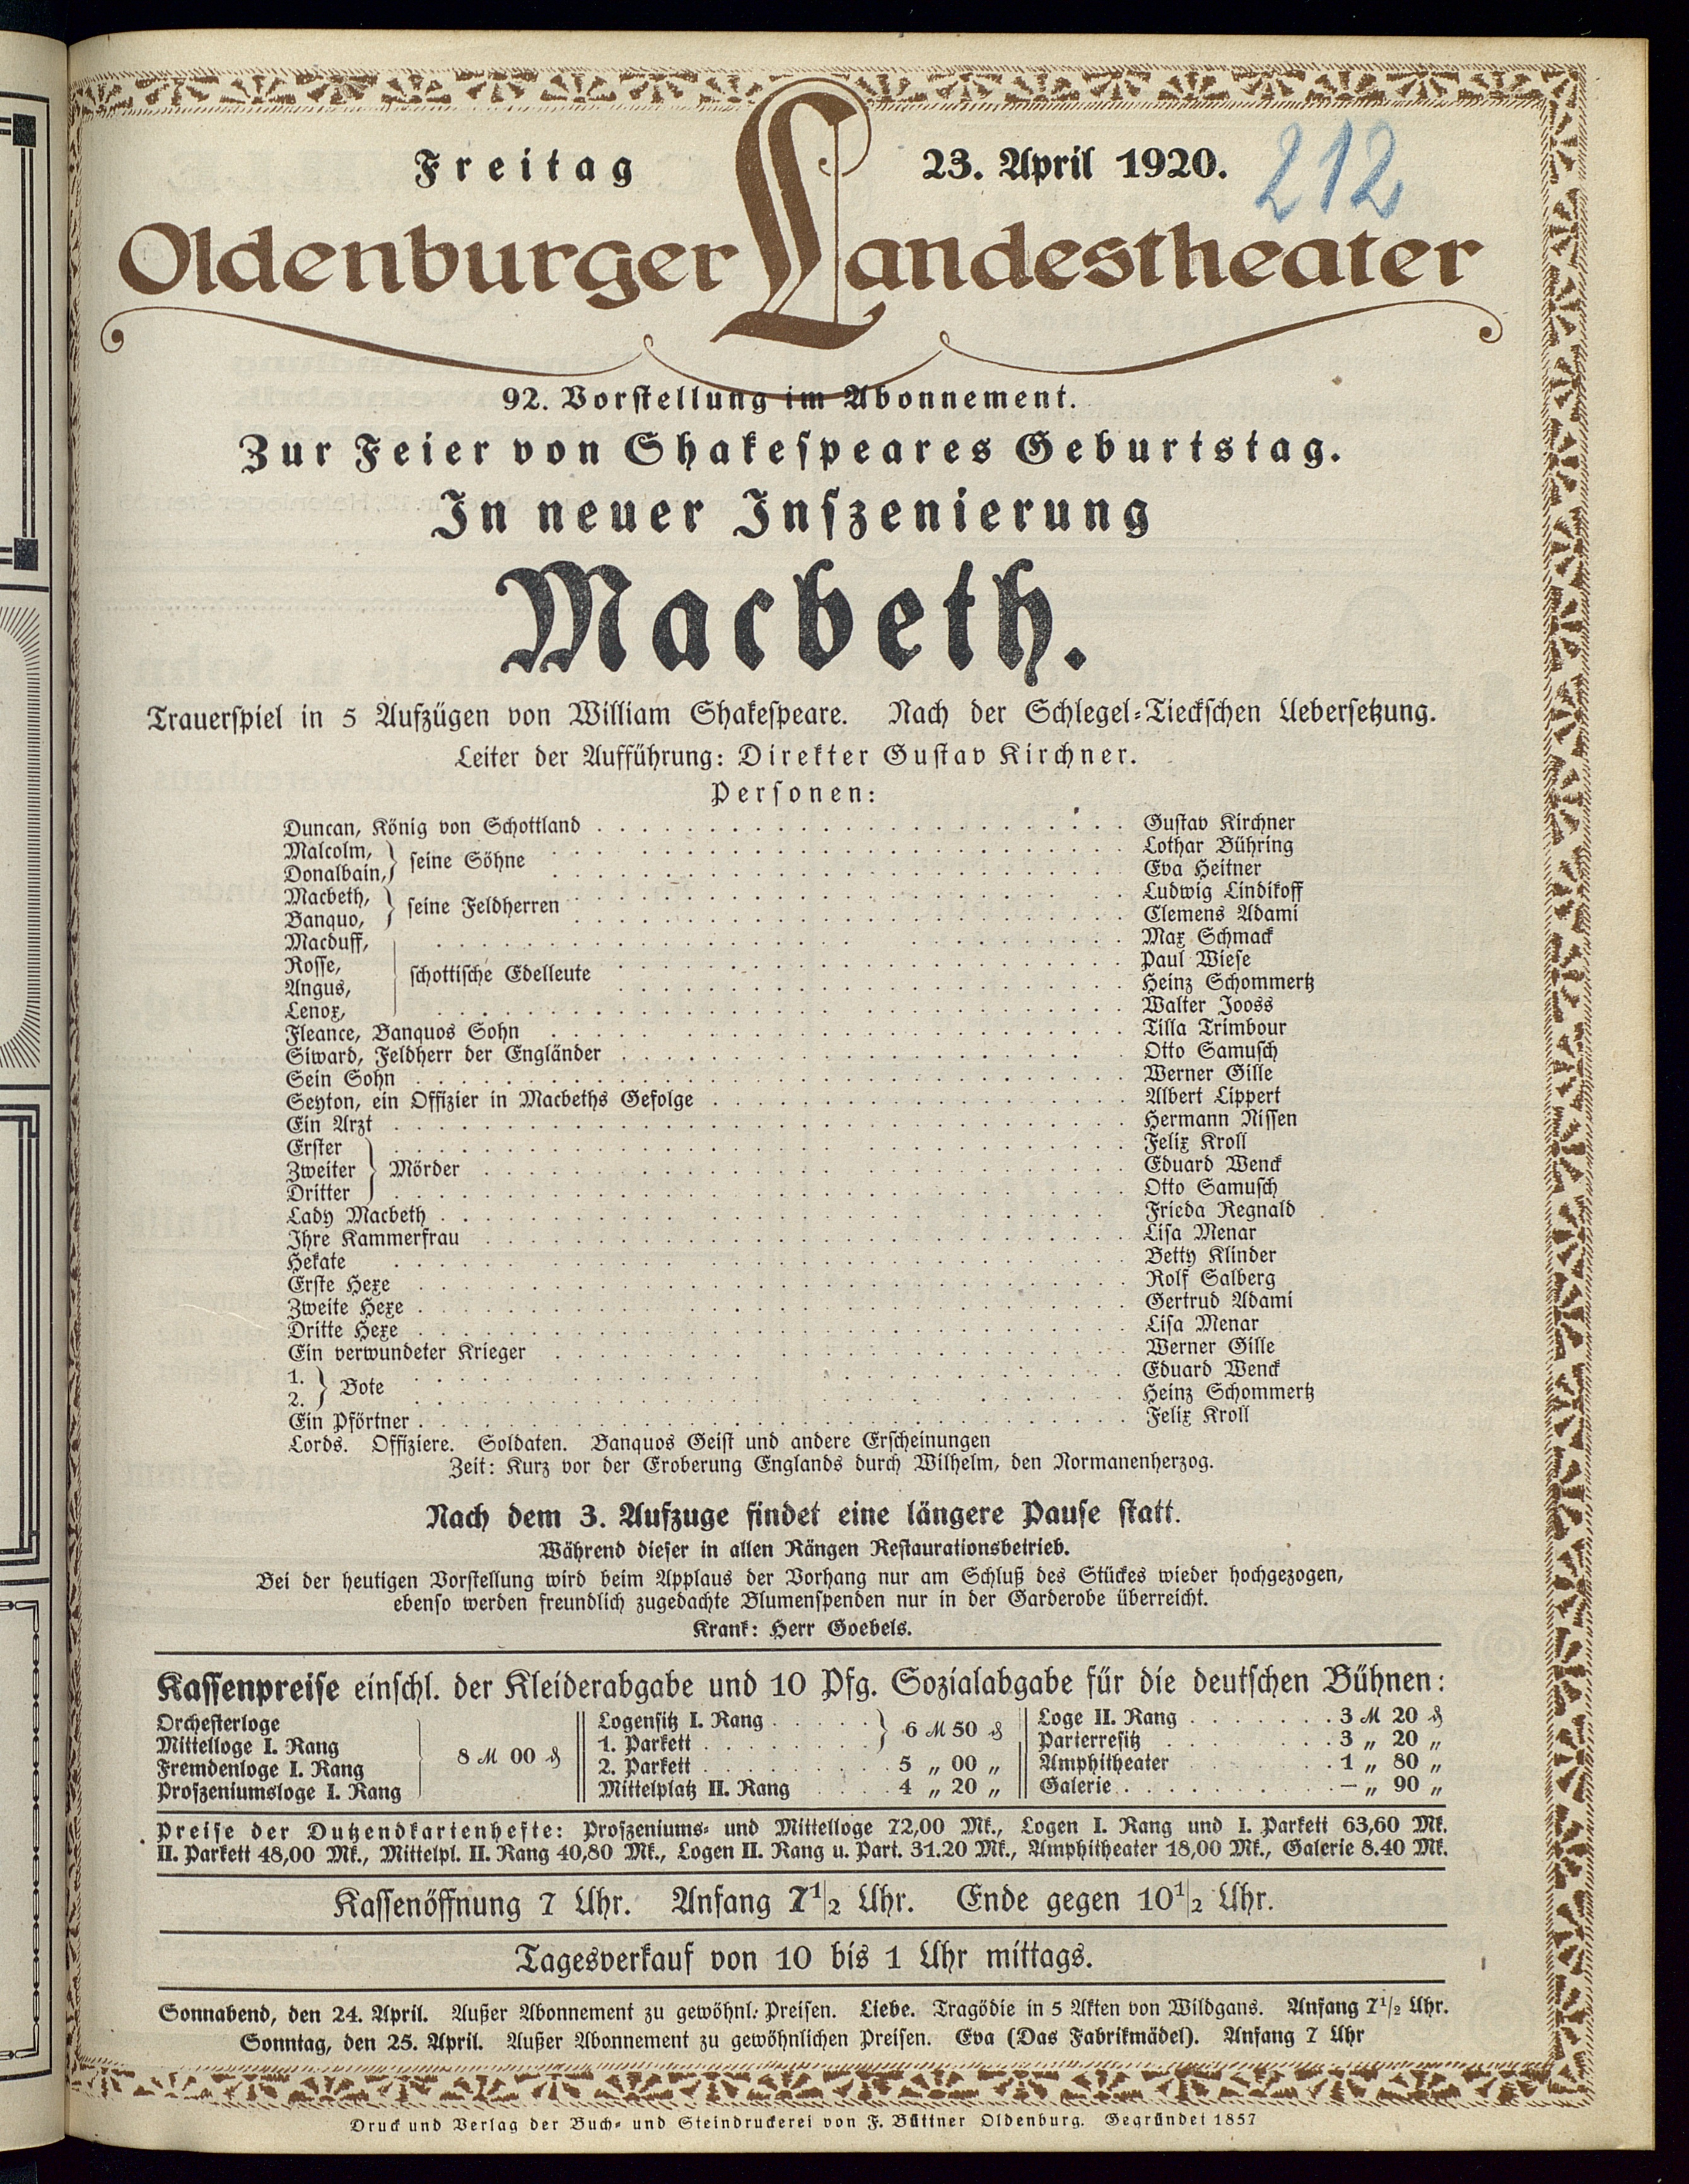 Freitag 23. April 1920. 212
Oldenburger Landestheater
92. Vorstellung im Abonnement.
Zur Feier von Shakespeares Geburtstag.
In neuer Inszenierung
Macbeth.
Trauerspiel in 5 Aufzügen von William Shakespeare. Nach der Schlegel-Tieckschen Uebersetzung.
Leiter der Aufführung: Direkter Gustav Kirchner.
Personen:
Duncan, König von Schottland . . . Gustav Kirchner
Malcolm, } seine Söhne . . . Lothar Bühring
Donalbain, } . . . Eva Heitner
Macbeth, } seine Feldherren . . . Ludwig Lindikoff
Banquo, } . . . Clemens Adami
Macduff, | . . . Max Schmack
Rosse, | schottische Edelleute . . . Paul Wiese
Angus, | . . . Heinz Schommertz
Lenox, | . . . Walter Jooss
Fleance, Banquos Sohn . . . Tilla Trimbour
Siward, Feldherr der Engländer . . . Otto Samusch
Sein Sohn . . . Werner Gille
Seyton, ein Offizier in Macbeths Gefolge . . . Albert Lippert
Ein Arzt . . . Hermann Nissen
Erster } . . . Felix Kroll
Zweiter } Mörder . . . Eduard Wenck
Dritter } . . . Otto Samusch
Lady Macbeth . . . Frieda Regnald
Ihre Kammerfrau . . . Lisa Menar
Hekate . . . Betty Klinder
Erste Hexe . . . Rolf Salberg
Zweite Hexe . . . Gertrud Adami
Dritte Hexe . . . Lisa Menar
Ein verwundeter Krieger . . . Werner Gille
1. } Bote . . . Eduard Wenck
2. } . . . Heinz Schommertz
Ein Pförtner . . . Felix Kroll
Lords. Offiziere. Soldaten. Banquos Geist und andere Erscheinungen
Zeit: Kurz vor der Eroberung Englands durch Wilhelm, den Normanenherzog.
Nach dem 3. Aufzuge findet eine längere Pause statt.
Während dieser in allen Rängen Restaurationsbetrieb.
Bei der heutigen Vorstellung wird beim Applaus der Vorhang nur am Schluß des Stückes wieder hochgezogen,
ebenso werden freundlich zugedachte Blumenspenden nur in der Garderobe überreicht.
Krank: Herr Goebels.
Kassenpreise einschl. der Kleiderabgabe und 10 Pfg. Sozialabgabe für die deutschen Bühnen:
Orchesterloge
Mittelloge I. Rang
Fremdenloge I. Rang
Proszeniumsloge I. Rang
8 M 00 ₰
Logensitz I. Rang . . . } 6 M 50 ₰
1. Parkett . . . }
2. Parkett . . . 5 „ 00 „
Mittelplatz II. Rang . . . 4 „ 20 „
Loge II. Rang . . . 3 M 20 ₰
Parterresitz . . . 3 „ 20 „
Amphitheater . . . 1 „ 80 „
Galerie . . . — „ 90 „
Preise der Dutzendkartenhefte: Proszeniums- und Mittelloge 72,00 Mk., Logen I. Rang und I. Parkett 63,60 Mk.
II. Parkett 48,00 Mk., Mittelpl. II. Rang 40,80 Mk., Logen II. Rang u. Part. 31.20 Mk., Amphitheater 18,00 Mk., Galerie 8.40 Mk.
Kassenöffnung 7 Uhr. Anfang 7 1/2 Uhr. Ende gegen 10 1/2 Uhr.
Tagesverkauf von 10 bis 1 Uhr mittags.
Sonnabend, den 24. April. Außer Abonnement zu gewöhnl. Preisen. Liebe. Tragödie in 5 Akten von Wildgans. Anfang 7 1/2 Uhr.
Sonntag, den 25. April. Außer Abonnement zu gewöhnlichen Preisen. Eva (Das Fabrikmädel). Anfang 7 Uhr
Druck und Verlag der Buch- und Steindruckerei von F. Büttner Oldenburg. Gegründet 1857